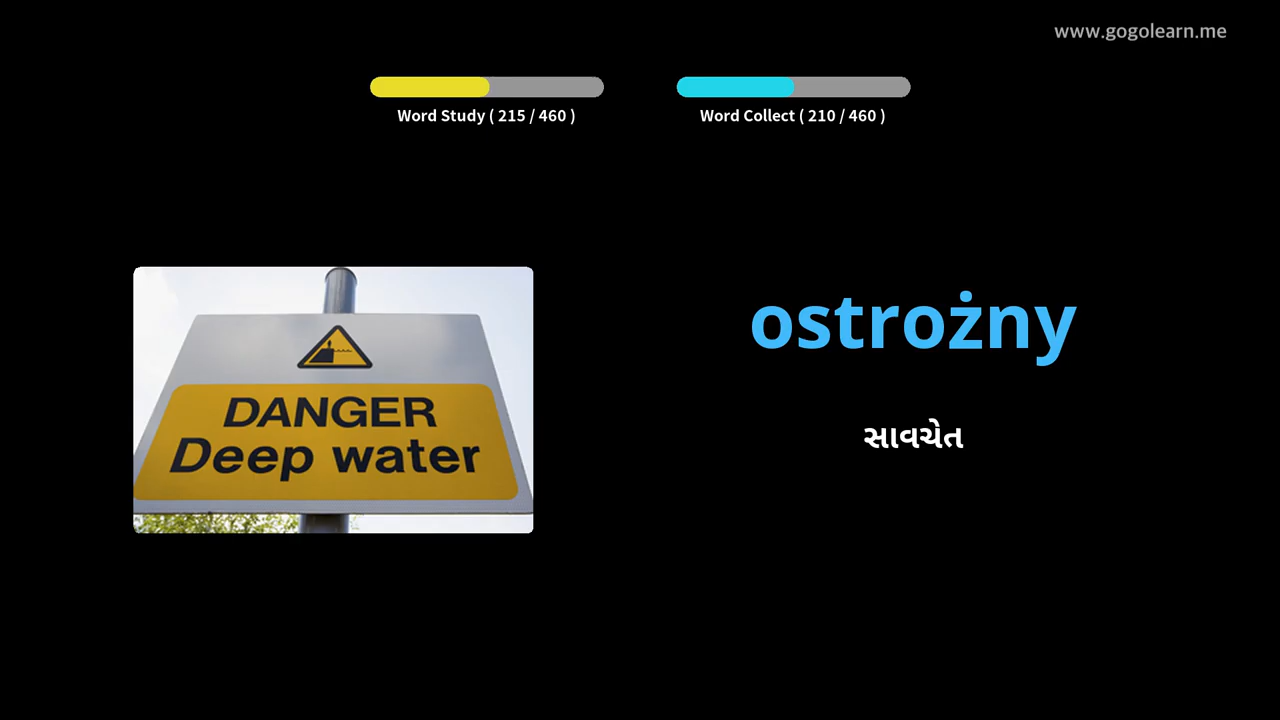 www.gogolearn.me
Word Study ( 215 / 460 )
Word Collect ( 210 / 460 )
DANGER
Deep water
ostrożny
સાવચેત